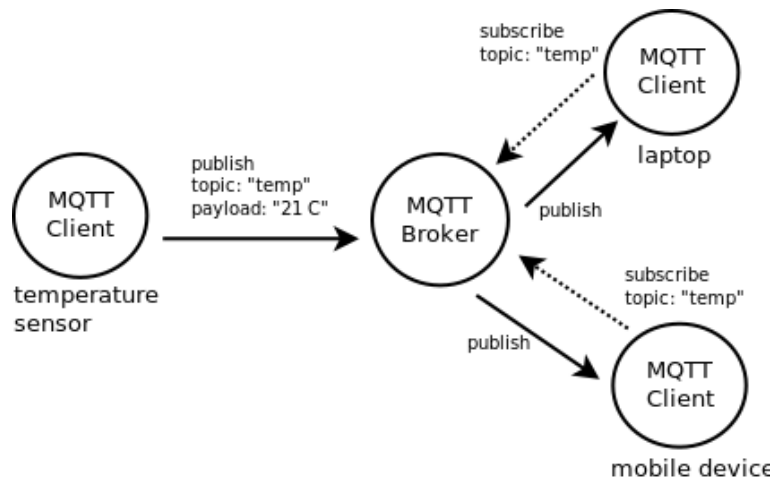 MQTT
Client
temperature
sensor
publish
topic: "temp"
payload: "21 C"
MQTT
Broker
subscribe
topic: "temp"
MQTT
Client
laptop
publish
subscribe
topic: "temp"
publish
MQTT
Client
mobile device